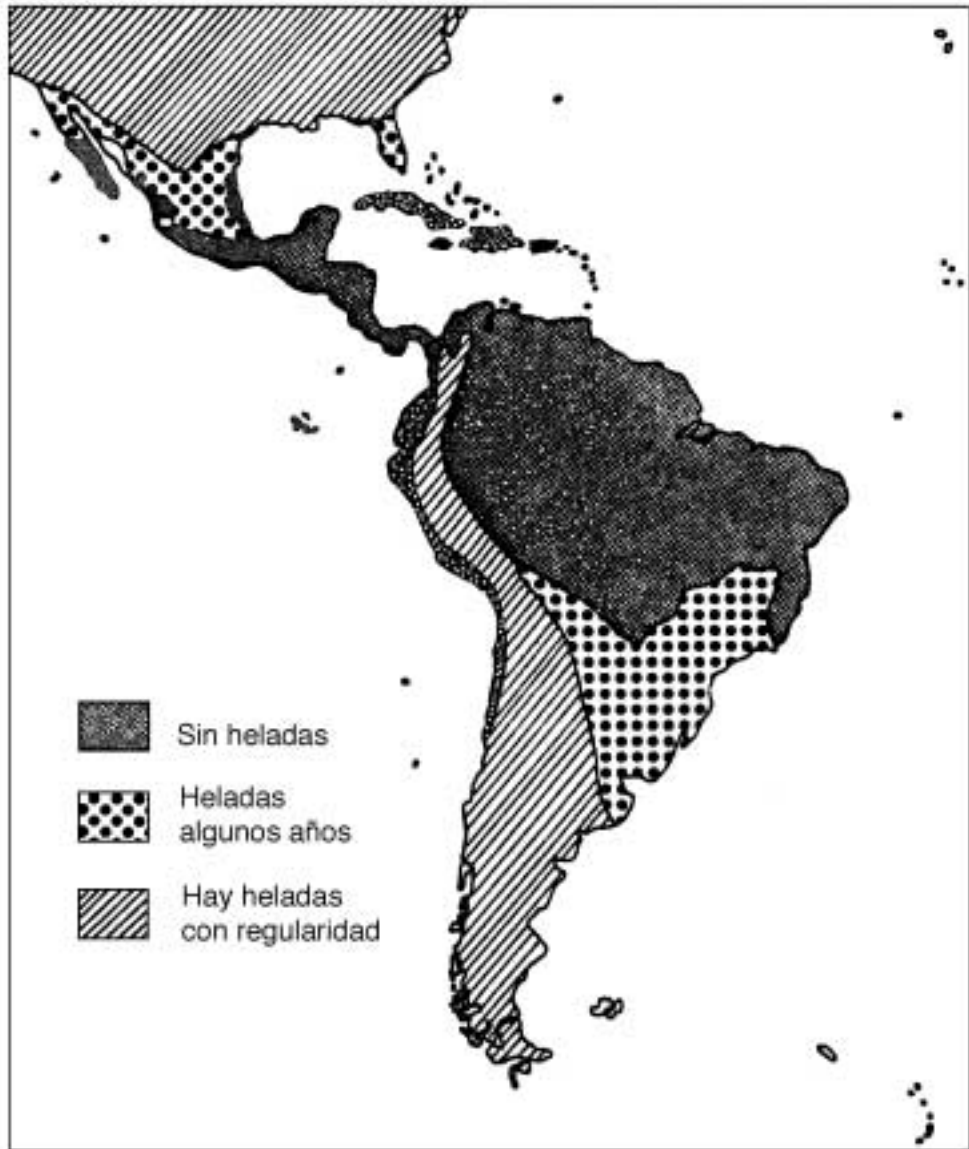 Sin heladas
Heladas
algunos años
Hay heladas
con regularidad